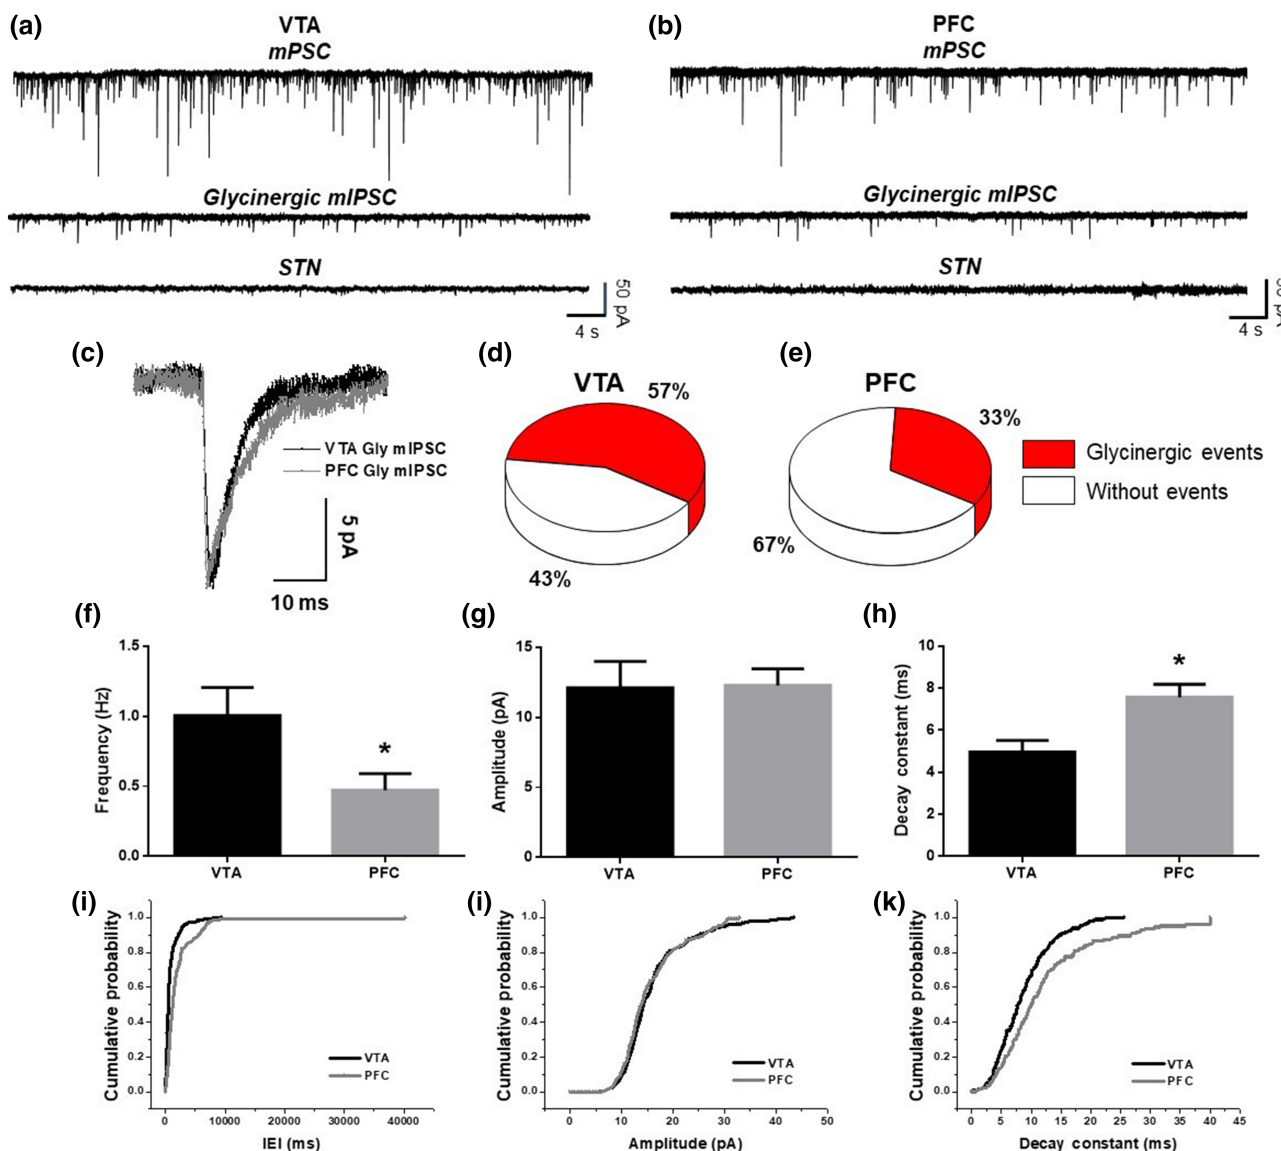 (a)
VTA
mPSC
Glycinergic mIPSC
STN
50 pA
4 s
(b)
PFC
mPSC
Glycinergic mIPSC
STN
pA
4 s
(c)
VTA Gly mIPSC
PFC Gly mIPSC
5 pA
10 ms
(d)
VTA
57%
43%
(e)
PFC
33%
67%
Glycinergic events
Without events
(f)
Frequency (Hz)
1.5
1.0
0.5
0.0
VTA
PFC
*
(g)
Amplitude (pA)
15
10
5
0
VTA
PFC
(h)
Decay constant (ms)
10
8
6
4
2
0
VTA
PFC
*
(i)
Cumulative probability
1.0
0.8
0.6
0.4
0.2
0.0
VTA
PFC
0
10000
20000
30000
40000
IEI (ms)
(i)
Cumulative probability
1.0
0.8
0.6
0.4
0.2
0.0
VTA
PFC
0
10
20
30
40
50
Amplitude (pA)
(k)
Cumulative probability
1.0
0.8
0.6
0.4
0.2
0.0
VTA
PFC
0
5
10
15
20
25
30
35
40
45
Decay constant (ms)